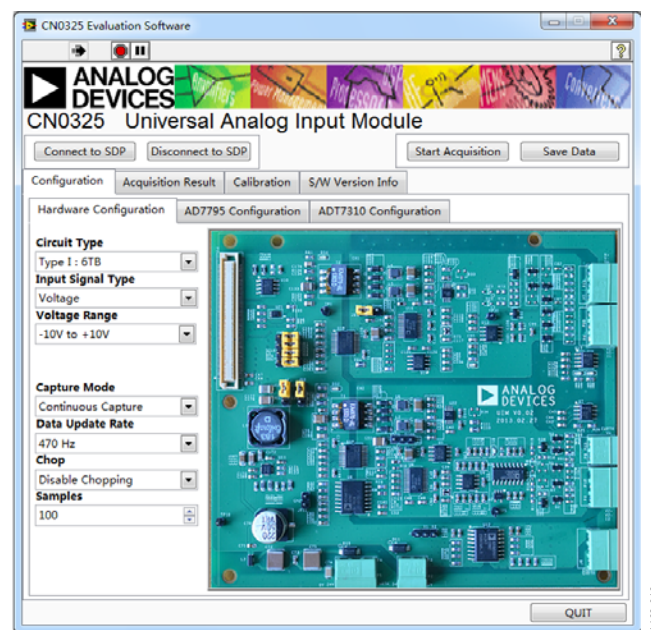 CN0325 Evaluation Software
ANALOG
DEVICES
CN0325 Universal Analog Input Module
Connect to SDP Disconnect to SDP Start Acquisition Save Data
Configuration Acquisition Result Calibration S/W Version Info
Hardware Configuration AD7795 Configuration ADT7310 Configuration
Circuit Type
Type I : 6TB
Input Signal Type
Voltage
Voltage Range
-10V to +10V
Capture Mode
Continuous Capture
Data Update Rate
470 Hz
Chop
Disable Chopping
Samples
100
ANALOG
DEVICES
QUIT